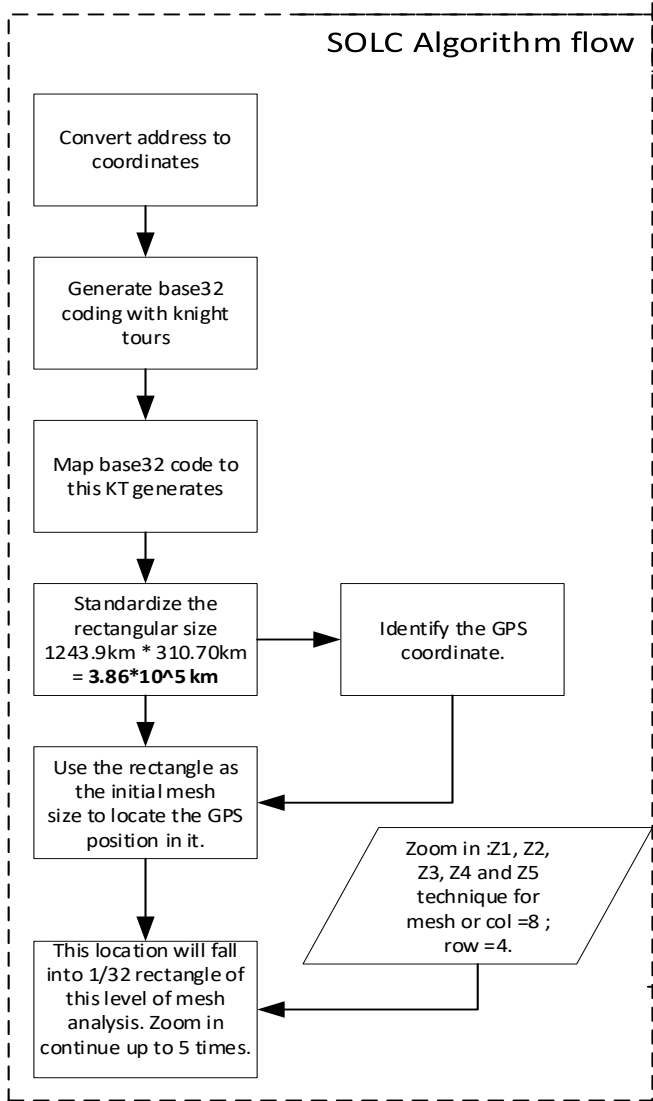 SOLC Algorithm flow
Convert address to
coordinates
Generate base32
coding with knight
tours
Map base32 code to
this KT generates
Standardize the
rectangular size
1243.9km * 310.70km
= 3.86*10^5 km
Identify the GPS
coordinate.
Use the rectangle as
the initial mesh
size to locate the GPS
position in it.
Zoom in :Z1, Z2,
Z3, Z4 and Z5
technique for
mesh or col =8 ;
row =4.
This location will fall
into 1/32 rectangle of
this level of mesh
analysis. Zoom in
continue up to 5 times.